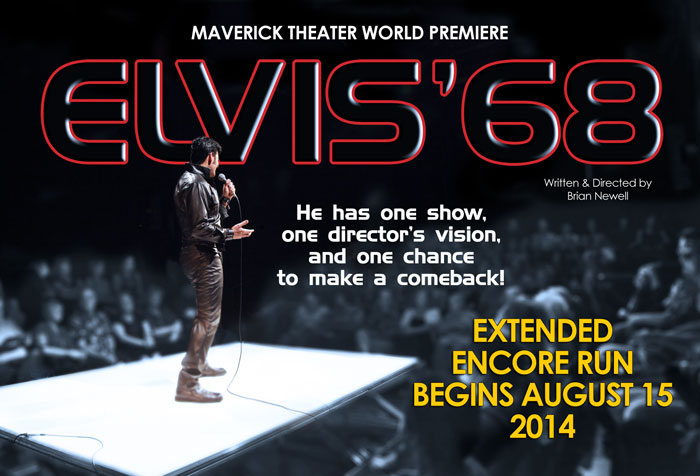 MAVERICK THEATER WORLD PREMIERE
ELVIS'68
Written & Directed by
Brian Newell
He has one show,
one director's vision,
and one chance
to make a comeback!
EXTENDED
ENCORE RUN
BEGINS AUGUST 15
2014